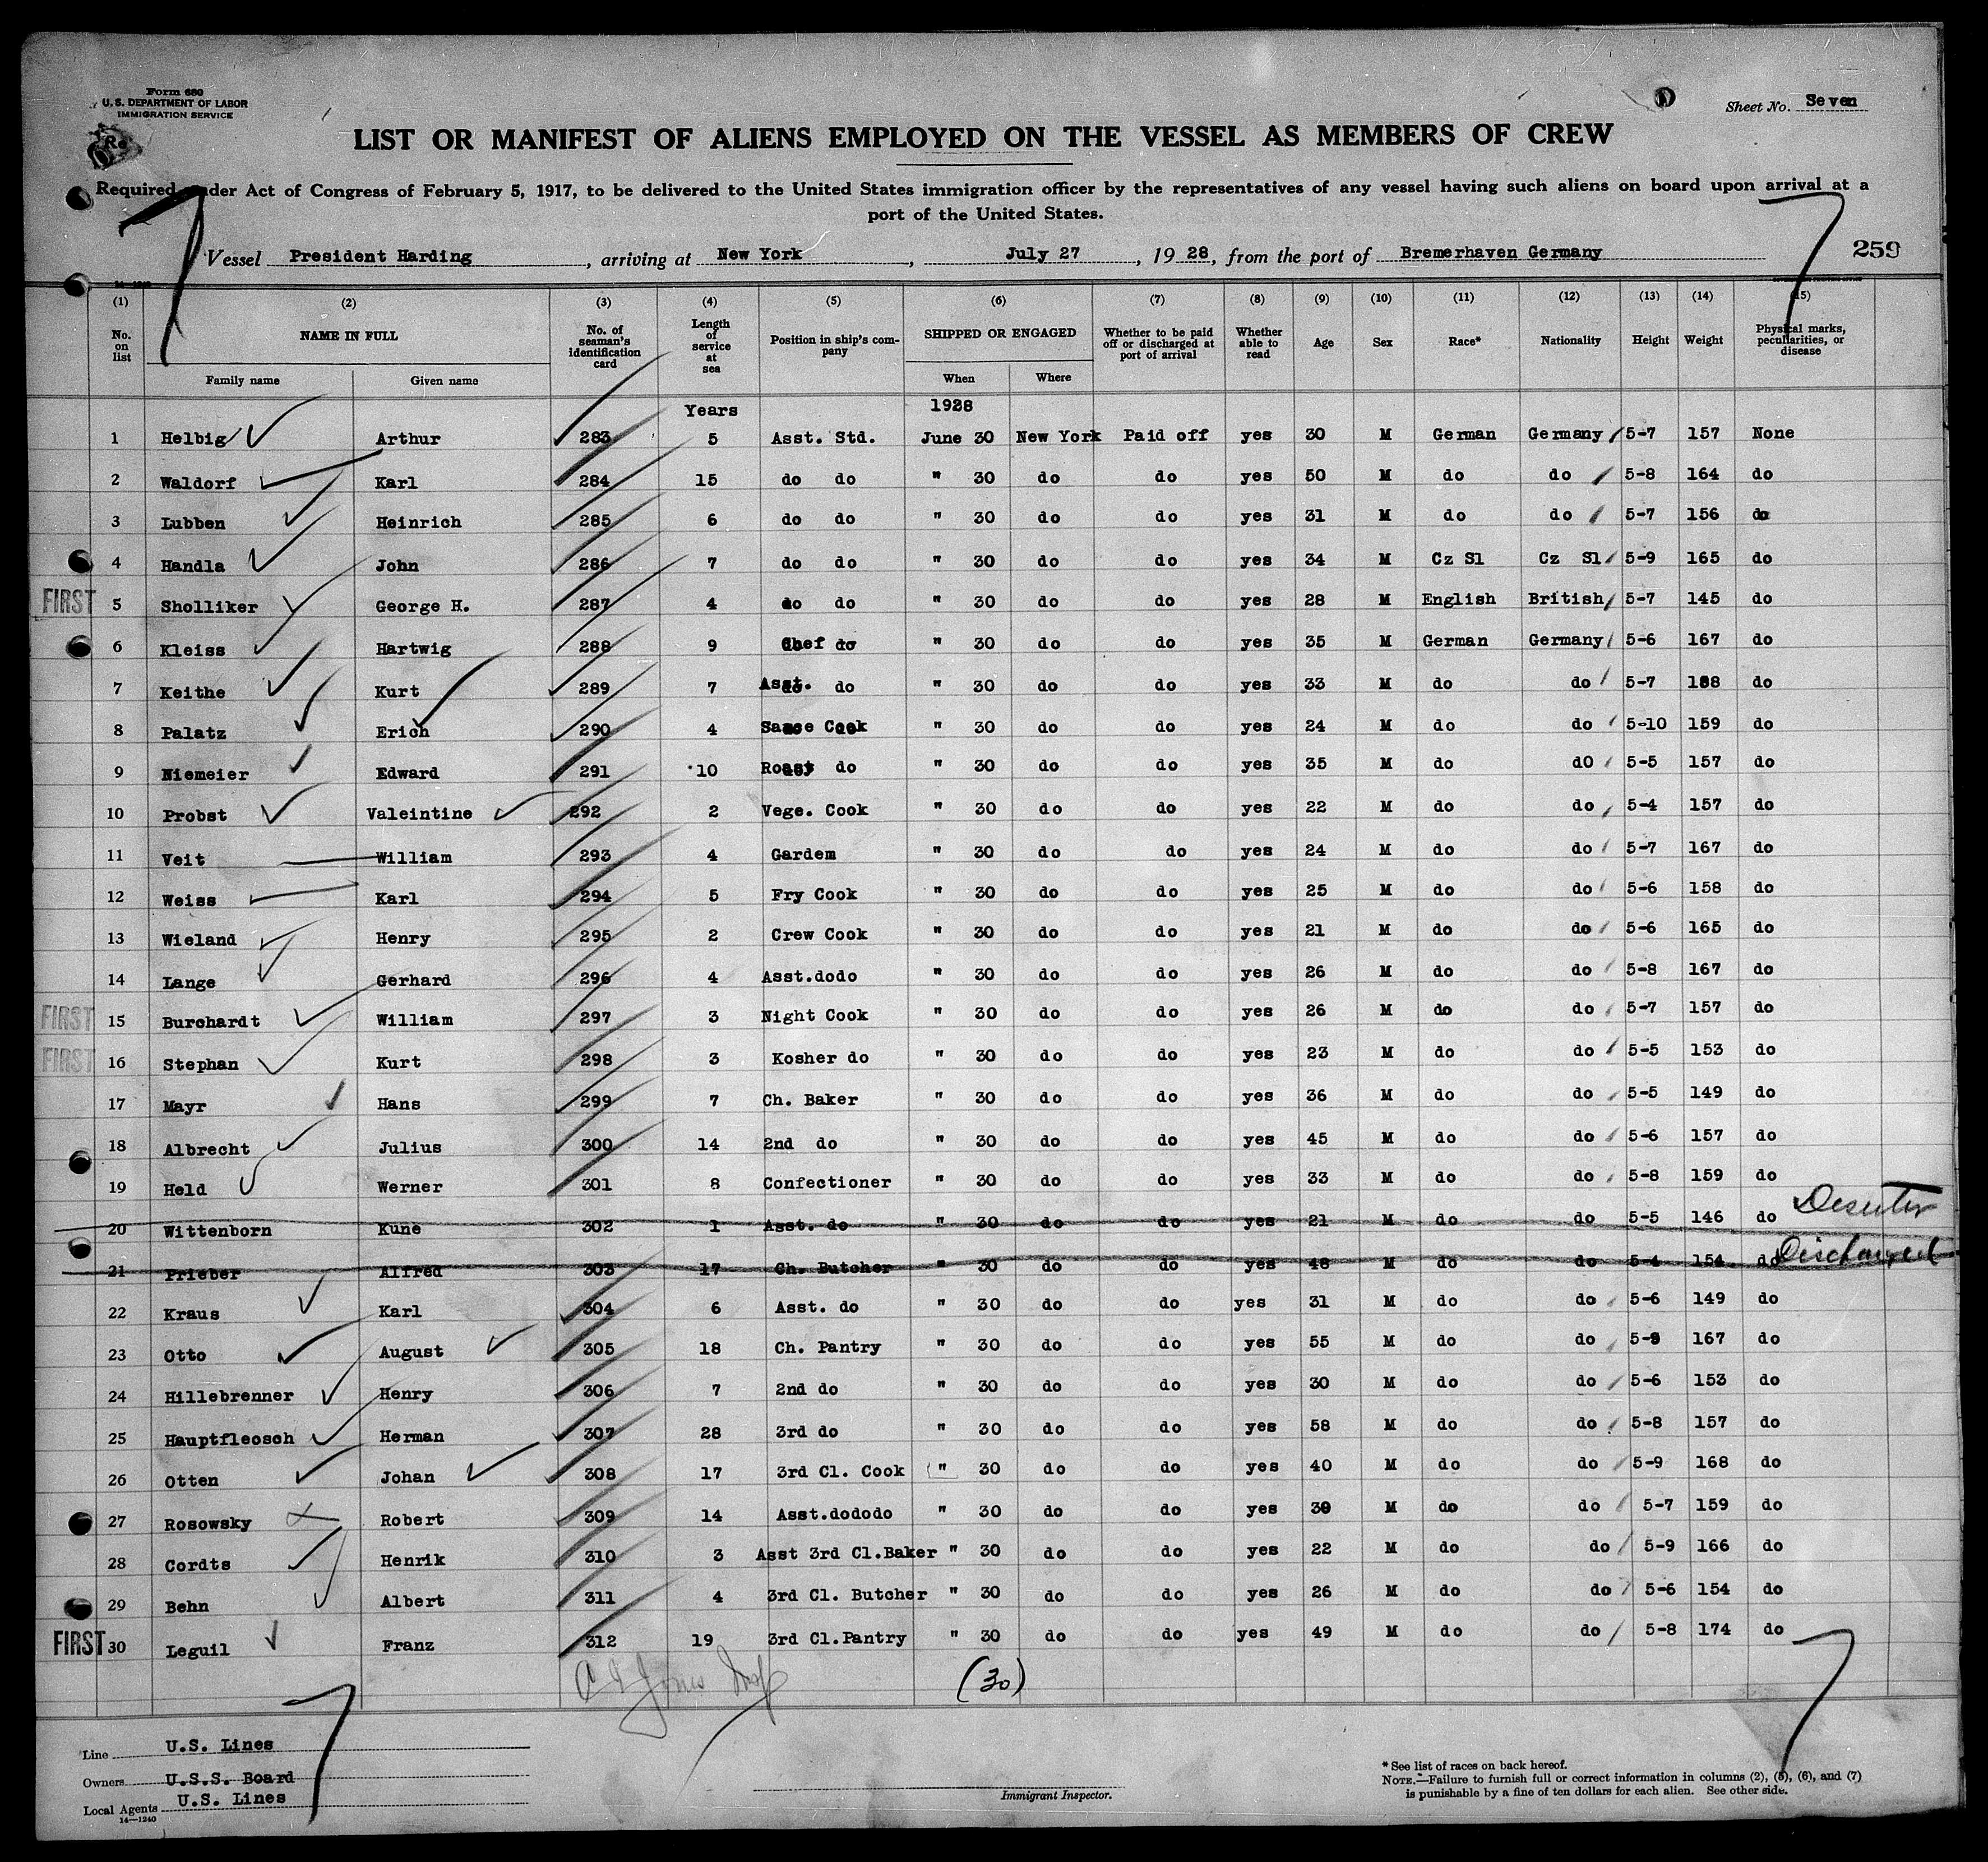 Form 680
U. S. DEPARTMENT OF LABOR
IMMIGRATION SERVICE
Sheet No. Seven
LIST OR MANIFEST OF ALIENS EMPLOYED ON THE VESSEL AS MEMBERS OF CREW
Required under Act of Congress of February 5, 1917, to be delivered to the United States immigration officer by the representatives of any vessel having such aliens on board upon arrival at a
port of the United States.
Vessel President Harding, arriving at New York, July 27, 1928, from the port of Bremerhaven Germany 259
(1) (2) (3) (4) (5) (6) (7) (8) (9) (10) (11) (12) (13) (14) (15)
No. on list NAME IN FULL Family name Given name No. of seaman's identification card Length of service at sea Position in ship's company SHIPPED OR ENGAGED When Where Whether to be paid off or discharged at port of arrival Whether able to read Age Sex Race* Nationality Height Weight Physical marks, peculiarities, or disease
Years 1928
1 Helbig Arthur 283 5 Asst. Std. June 30 New York Paid off yes 30 M German Germany 5-7 157 None
2 Waldorf Karl 284 15 do do " 30 do do yes 50 M do do 5-8 164 do
3 Lubben Heinrich 285 6 do do " 30 do do yes 31 M do do 5-7 156 do
4 Handla John 286 7 do do " 30 do do yes 34 M Cz Sl Cz Sl 5-9 165 do
FIRST 5 Sholliker George H. 287 4 do do " 30 do do yes 28 M English British 5-7 145 do
6 Kleiss Hartwig 288 9 Chef do " 30 do do yes 35 M German Germany 5-6 167 do
7 Keithe Kurt 289 7 Asst. do " 30 do do yes 33 M do do 5-7 188 do
8 Palatz Erich 290 4 Sauce Cook " 30 do do yes 24 M do do 5-10 159 do
9 Niemeier Edward 291 10 Roast do " 30 do do yes 35 M do dO 5-5 157 do
10 Probst Valeintine 292 2 Vege. Cook " 30 do do yes 22 M do do 5-4 157 do
11 Veit William 293 4 Gardem " 30 do do yes 24 M do do 5-7 167 do
12 Weiss Karl 294 5 Fry Cook " 30 do do yes 25 M do do 5-6 158 do
13 Wieland Henry 295 2 Crew Cook " 30 do do yes 21 M do do 5-6 165 do
14 Lange Gerhard 296 4 Asst.dodo " 30 do do yes 26 M do do 5-8 167 do
FIRST 15 Burchardt William 297 3 Night Cook " 30 do do yes 26 M do do 5-7 157 do
FIRST 16 Stephan Kurt 298 3 Kosher do " 30 do do yes 23 M do do 5-5 153 do
17 Mayr Hans 299 7 Ch. Baker " 30 do do yes 36 M do do 5-5 149 do
18 Albrecht Julius 300 14 2nd do " 30 do do yes 45 M do do 5-6 157 do
19 Held Werner 301 8 Confectioner " 30 do do yes 33 M do do 5-8 159 do
20 Wittenborn Kune 302 1 Asst. do " 30 do do yes 21 M do do 5-5 146 do Deserter
21 Prieber Alfred 303 17 Ch. Butcher " 30 do do yes 48 M do do 5-4 154 do Discharged
22 Kraus Karl 304 6 Asst. do " 30 do do yes 31 M do do 5-6 149 do
23 Otto August 305 18 Ch. Pantry " 30 do do yes 55 M do do 5-9 167 do
24 Hillebrenner Henry 306 7 2nd do " 30 do do yes 30 M do do 5-6 153 do
25 Hauptfleosch Herman 307 28 3rd do " 30 do do yes 58 M do do 5-8 157 do
26 Otten Johan 308 17 3rd Cl. Cook " 30 do do yes 40 M do do 5-9 168 do
27 Rosowsky Robert 309 14 Asst.dododo " 30 do do yes 39 M do do 5-7 159 do
28 Cordts Henrik 310 3 Asst 3rd Cl.Baker " 30 do do yes 22 M do do 5-9 166 do
29 Behn Albert 311 4 3rd Cl. Butcher " 30 do do yes 26 M do do 5-6 154 do
FIRST 30 Leguil Franz 312 19 3rd Cl.Pantry " 30 do do yes 49 M do do 5-8 174 do
(30)
Line U.S. Lines
Owners U.S.S. Board
Local Agents U.S. Lines
14—1240
Immigrant Inspector.
* See list of races on back hereof.
NOTE.—Failure to furnish full or correct information in columns (2), (5), (6), and (7)
is punishable by a fine of ten dollars for each alien. See other side.